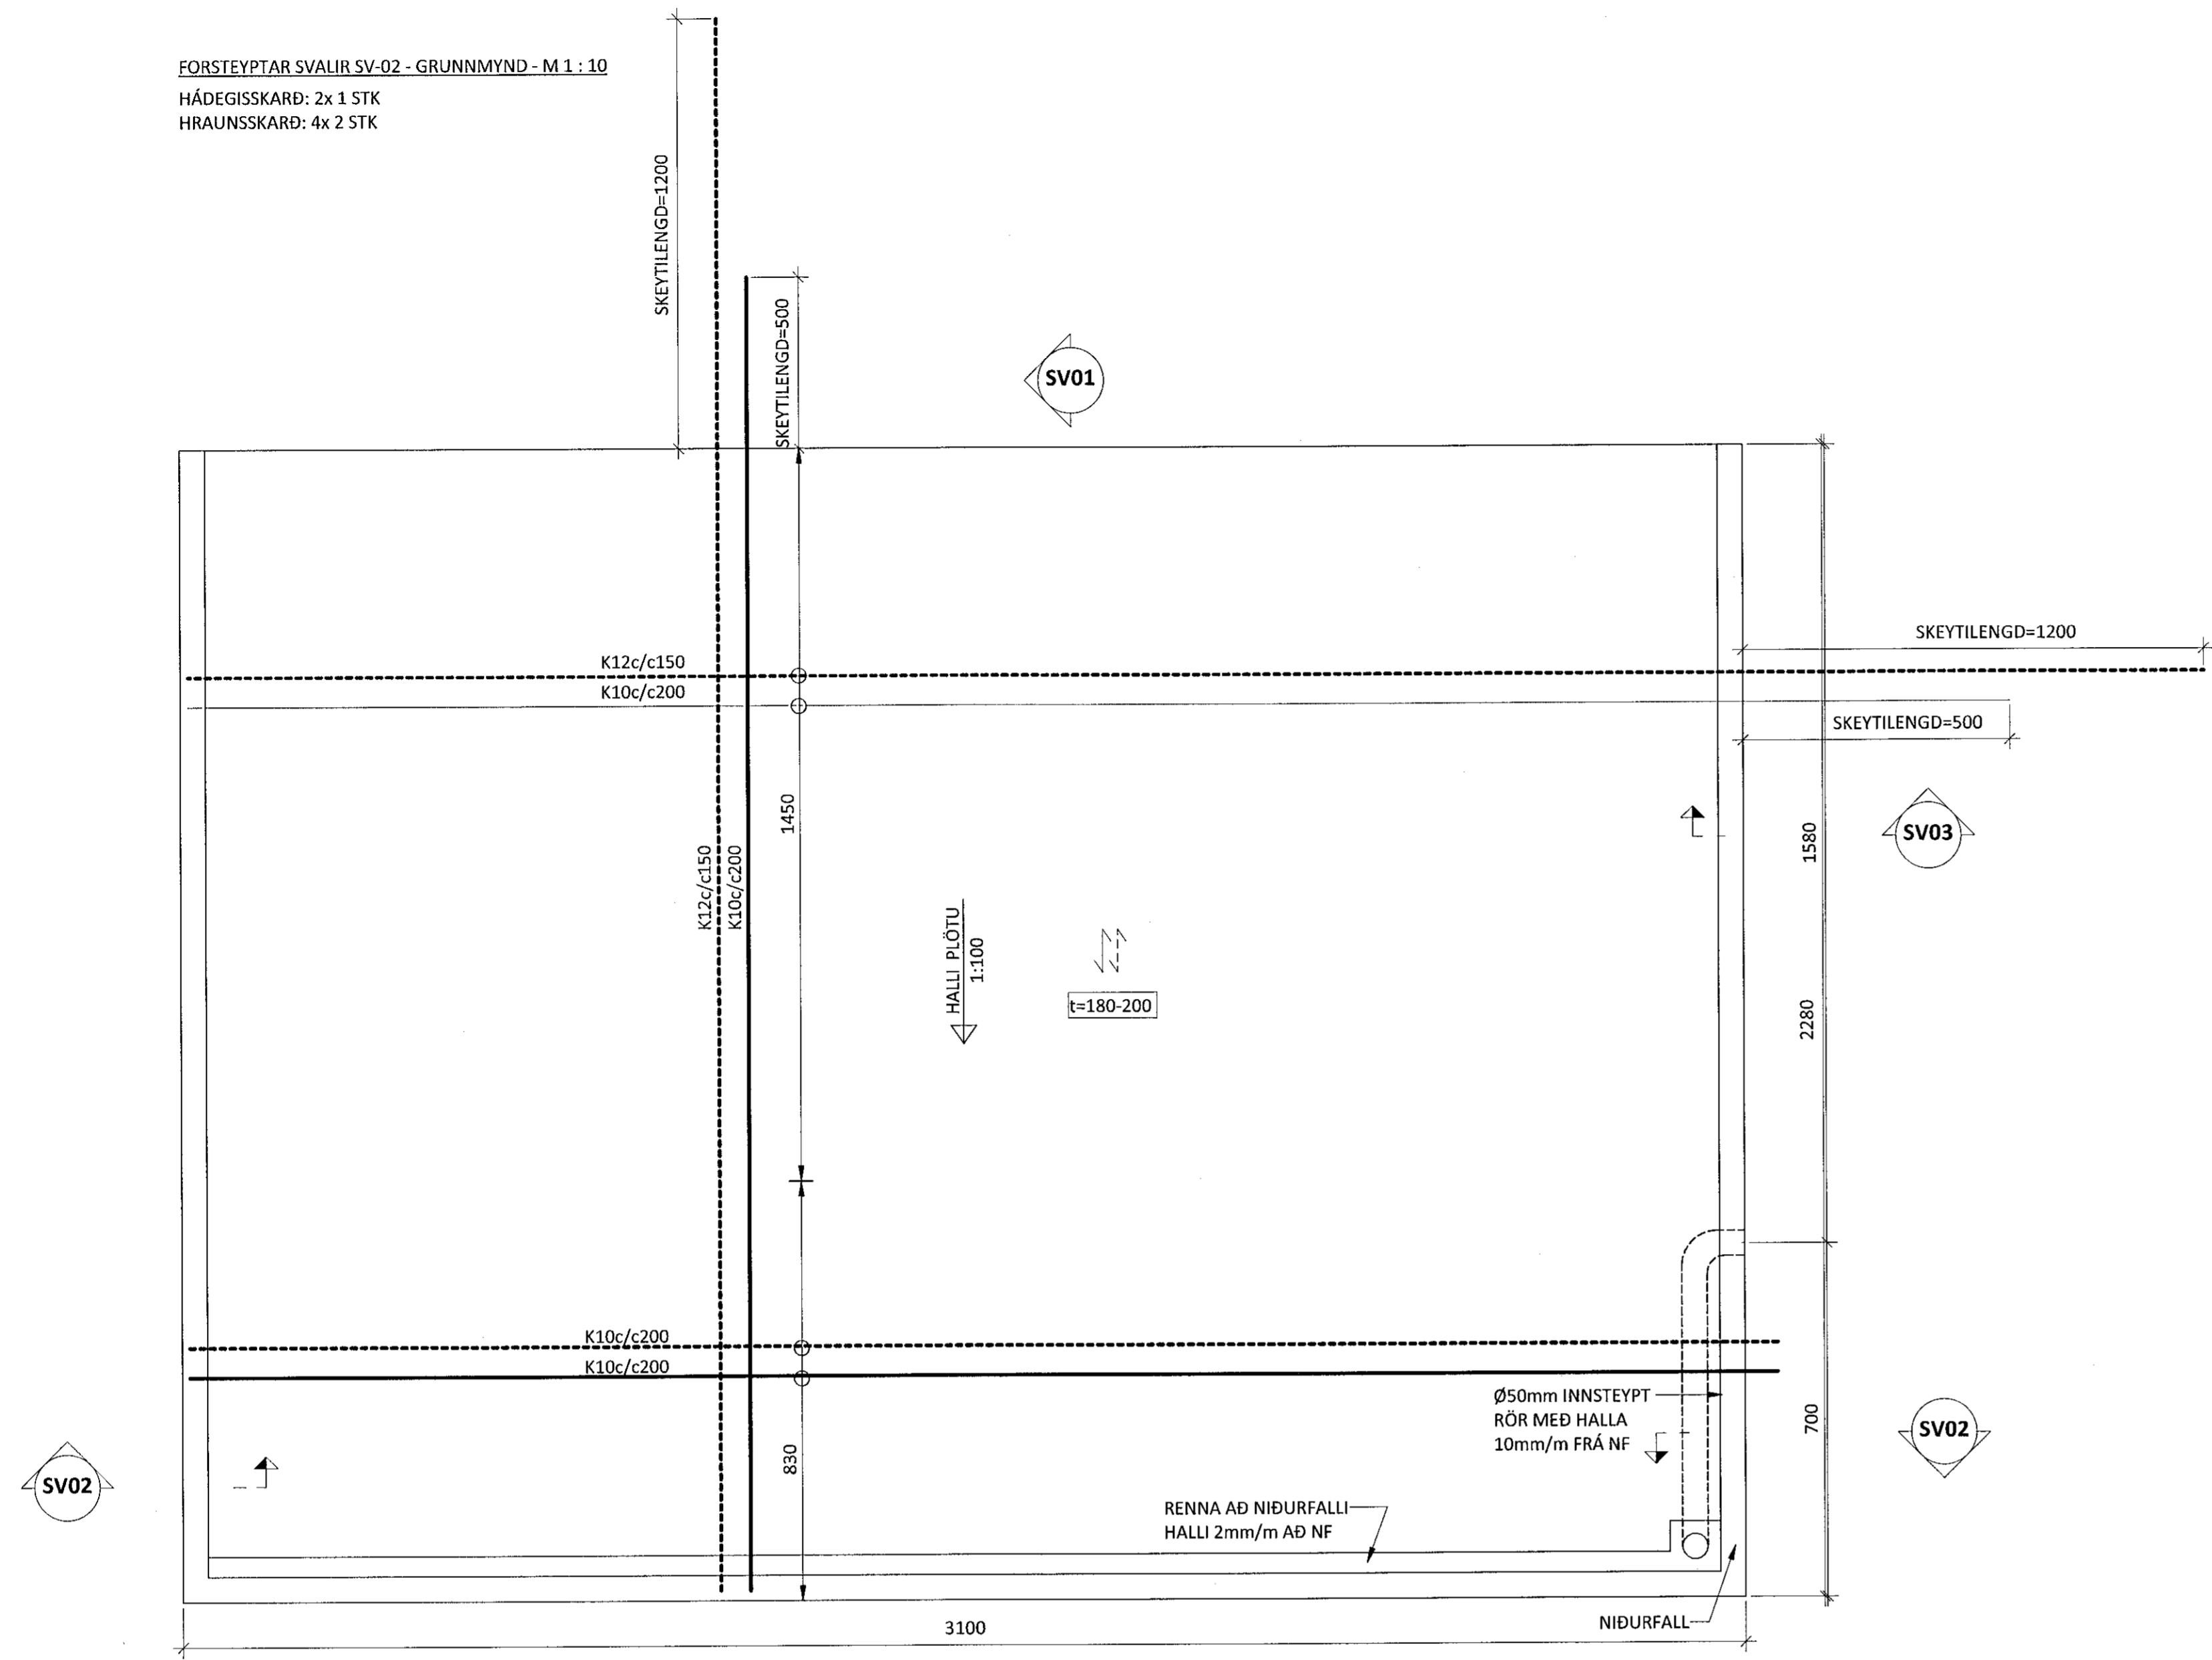 FORSTEYPTAR SVALIR SV-02 - GRUNNMYND - M 1 : 10
HÁDEGISSKARÐ: 2x 1 STK
HRAUNSSKARÐ: 4x 2 STK
SKEYTILENGD=1200
SKEYTILENGD=500
SV01
SKEYTILENGD=1200
K12c/c150
K10c/c200
SKEYTILENGD=500
1450
1580
SV03
K12c/c150
K10c/c200
HALLI PLÖTU
1:100
t=180-200
2280
K10c/c200
K10c/c200
Ø50mm INNSTEYPT
RÖR MEÐ HALLA
10mm/m FRÁ NF
700
SV02
830
SV02
RENNA AÐ NIÐURFALLI
HALLI 2mm/m AÐ NF
NIÐURFALL
3100